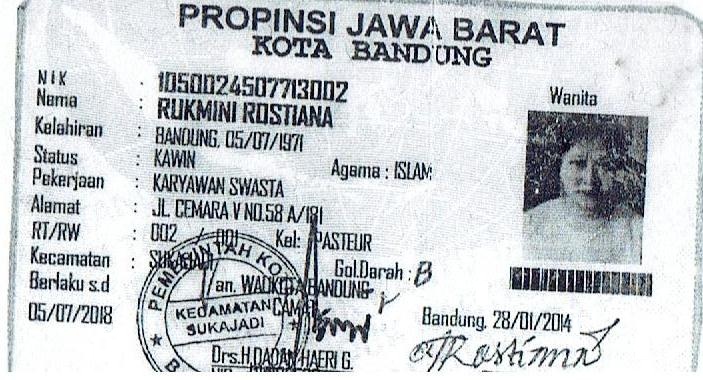 PROPINSI JAWA BARAT
KOTA BANDUNG
NIK : 1050024507713002
Nama : RUKMINI ROSTIANA
Wanita
Kelahiran : BANDUNG, 05/07/1971
Status : KAWIN
Agama : ISLAM
Pekerjaan : KARYAWAN SWASTA
Alamat : JL CEMARA V NO.58 A/181
RT/RW : 002 / 001 Kel: PASTEUR
Kecamatan : SUKAJADI
Gol.Darah : B
Berlaku s.d
05/07/2018
an. WALIKOTA BANDUNG
CAMAT
PEMERINTAH KOTA
KECAMATAN
SUKAJADI
Bandung, 28/01/2014
Drs.H.DADAN HAERI G.
Rostiana